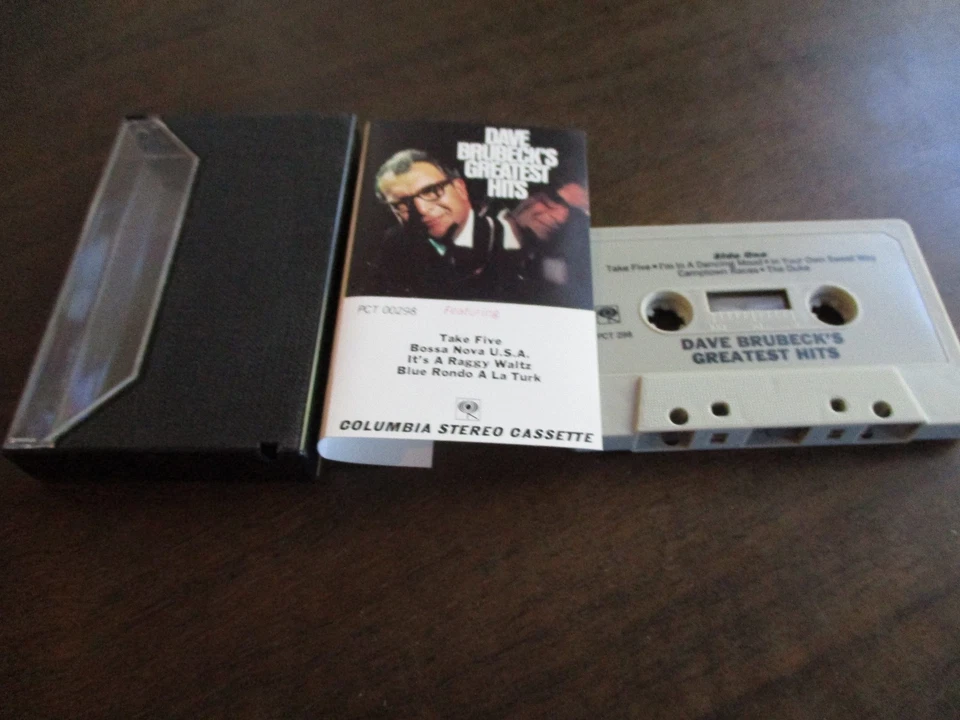 DAVE
BRUBECK'S
GREATEST
HITS
PCT 00298 Featuring
Take Five
Bossa Nova U.S.A.
It's A Raggy Waltz
Blue Rondo A La Turk
COLUMBIA STEREO CASSETTE
Side One
Take Five • I'm In A Dancing Mood • In Your Own Sweet Way
Camptown Races • The Duke
PCT 298
DAVE BRUBECK'S
GREATEST HITS